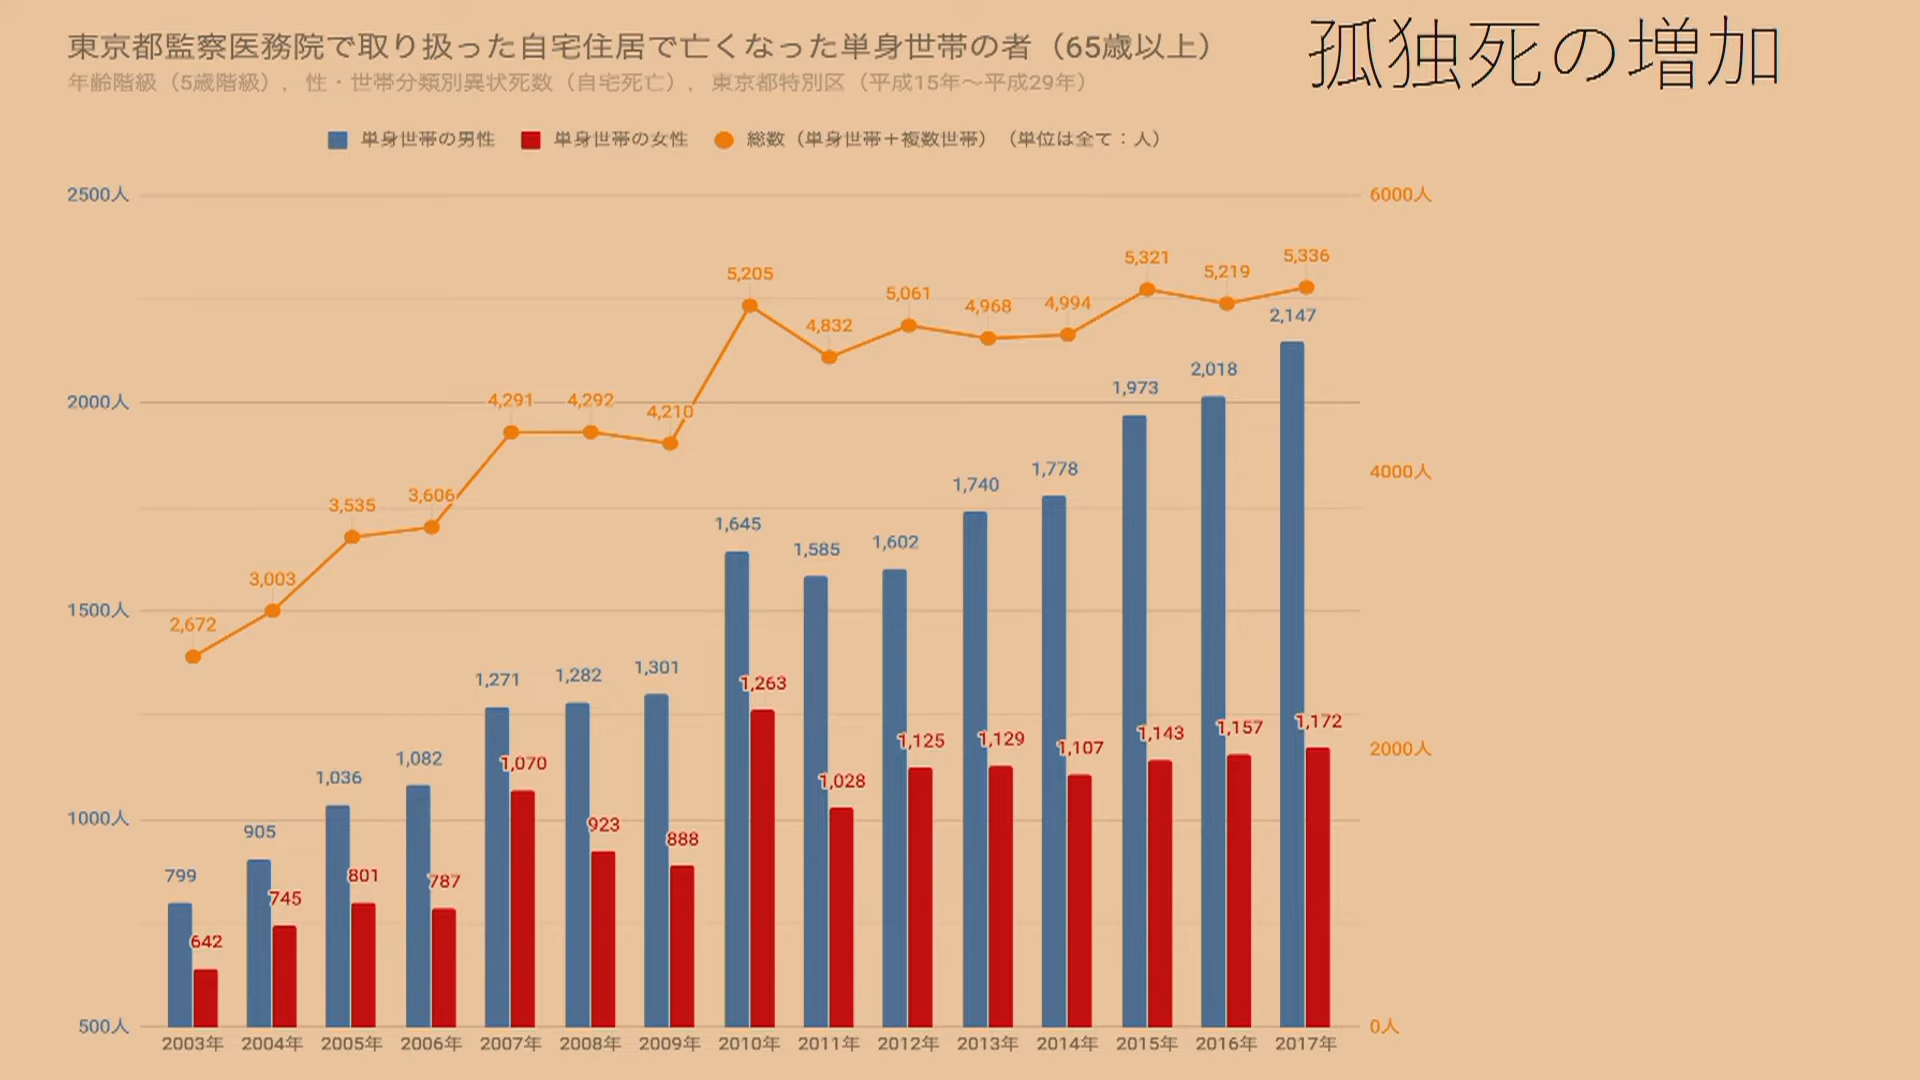 東京都監察医務院で取り扱った自宅住居で亡くなった単身世帯の者（65歳以上）
孤独死の増加
年齢階級（5歳階級），性・世帯分類別異状死数（自宅死亡），東京都特別区（平成15年～平成29年）
単身世帯の男性 単身世帯の女性 総数（単身世帯＋複数世帯）（単位は全て：人）
2500人 6000人
5,205 5,061 4,968 4,994 5,321 5,219 5,336
4,832 2,147
2000人 4,291 4,292 4,210 1,973 2,018
3,535 3,606 1,740 1,778 4000人
1,645 1,585 1,602
2,672 3,003
1500人
1,271 1,282 1,301 1,263
1,036 1,082 1,070 1,028 1,125 1,129 1,107 1,143 1,157 1,172 2000人
1000人 905 923 888
799 745 801 787
642
500人 0人
2003年 2004年 2005年 2006年 2007年 2008年 2009年 2010年 2011年 2012年 2013年 2014年 2015年 2016年 2017年